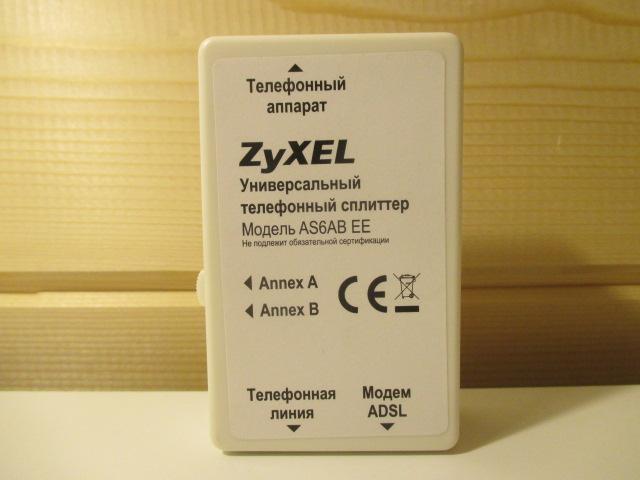 Телефонный
аппарат
ZyXEL
Универсальный
телефонный сплиттер
Модель AS6AB EE
Не подлежит обязательной сертификации
Annex A
Annex B
CE
Телефонная
линия
Модем
ADSL